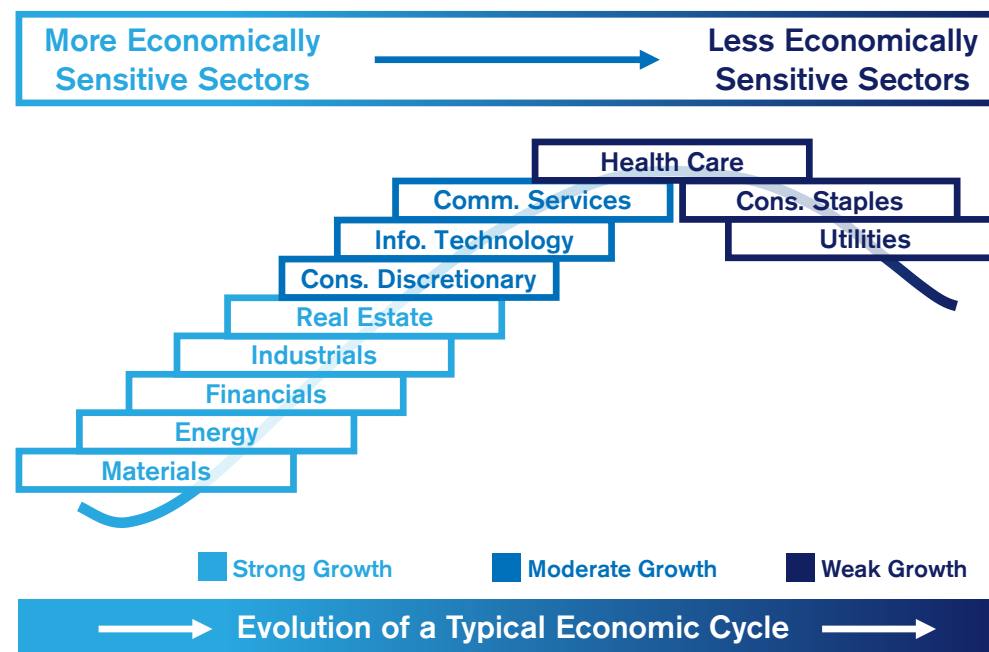 More Economically
Sensitive Sectors
Less Economically
Sensitive Sectors
Health Care
Comm. Services
Cons. Staples
Info. Technology
Utilities
Cons. Discretionary
Real Estate
Industrials
Financials
Energy
Materials
Strong Growth
Moderate Growth
Weak Growth
Evolution of a Typical Economic Cycle